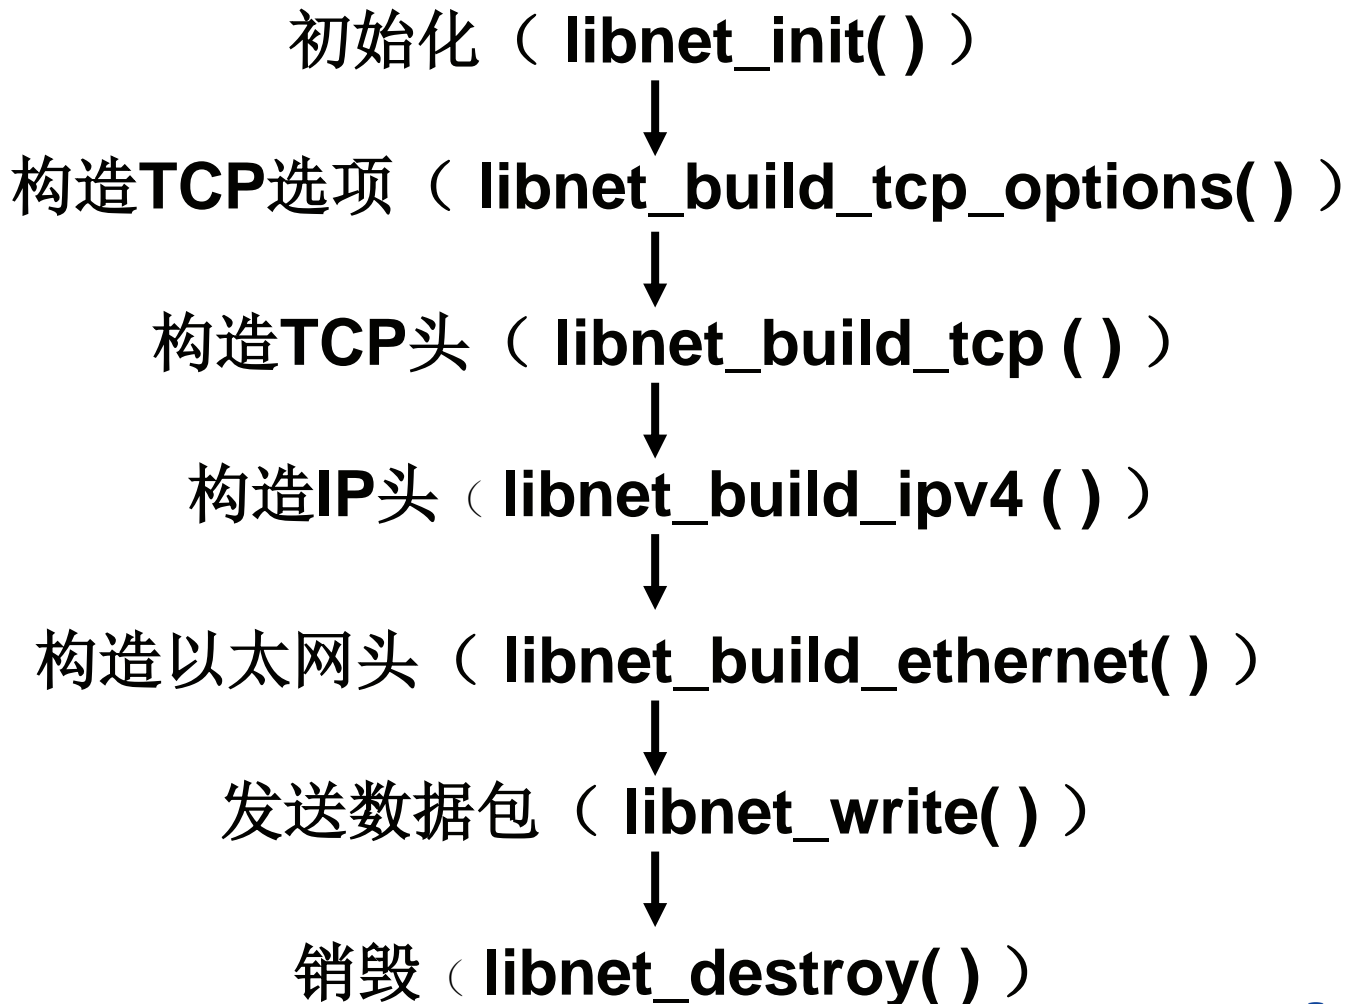 初始化（ libnet_init( ) ）
构造TCP选项（ libnet_build_tcp_options( ) ）
构造TCP头（ libnet_build_tcp ( ) ）
构造IP头（ libnet_build_ipv4 ( ) ）
构造以太网头（ libnet_build_ethernet( ) ）
发送数据包（ libnet_write( ) ）
销毁（ libnet_destroy( ) ）